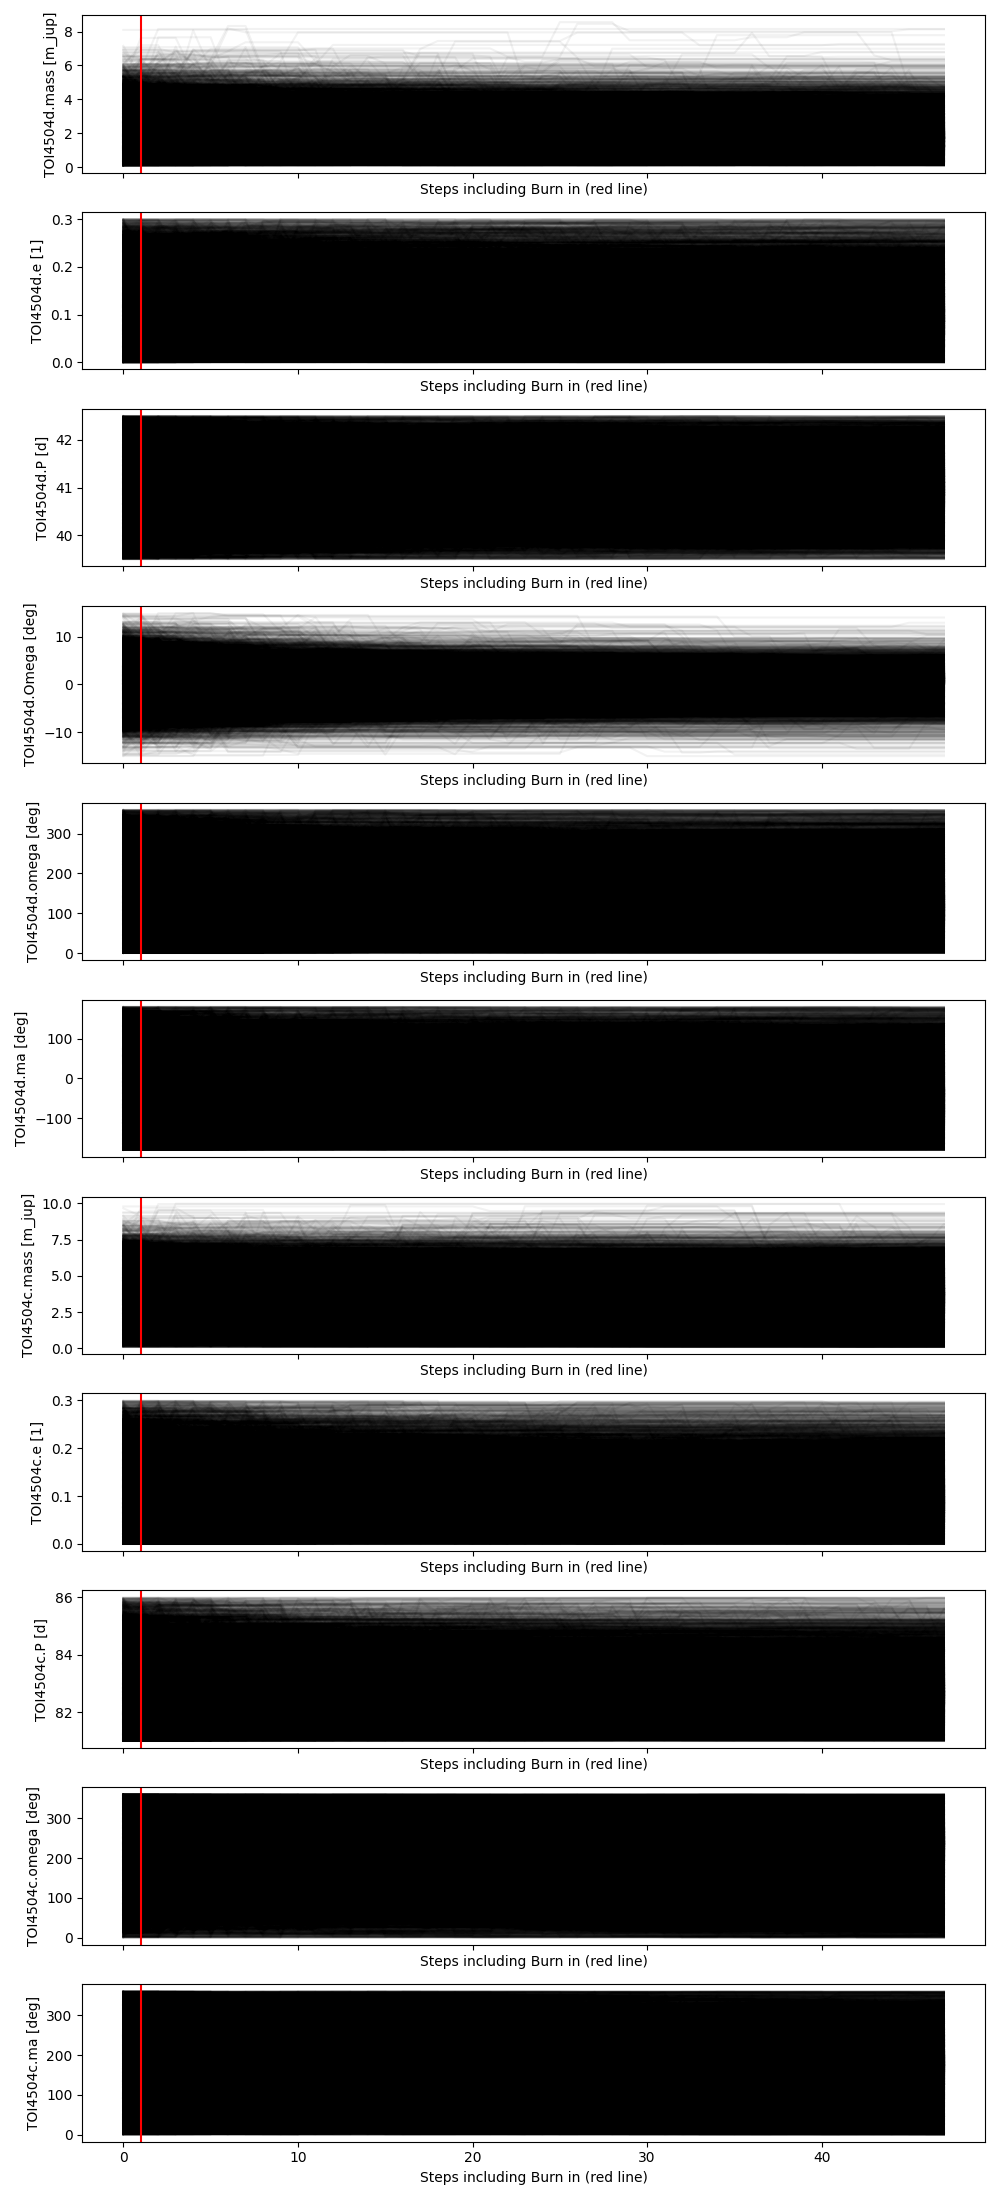 TOI4504d.mass [m_jup]
8
6
4
2
0
Steps including Burn in (red line)
TOI4504d.e [1]
0.3
0.2
0.1
0.0
Steps including Burn in (red line)
TOI4504d.P [d]
42
41
40
Steps including Burn in (red line)
TOI4504d.Omega [deg]
10
0
−10
Steps including Burn in (red line)
TOI4504d.omega [deg]
300
200
100
0
Steps including Burn in (red line)
TOI4504d.ma [deg]
100
0
−100
Steps including Burn in (red line)
TOI4504c.mass [m_jup]
10.0
7.5
5.0
2.5
0.0
Steps including Burn in (red line)
TOI4504c.e [1]
0.3
0.2
0.1
0.0
Steps including Burn in (red line)
TOI4504c.P [d]
86
84
82
Steps including Burn in (red line)
TOI4504c.omega [deg]
300
200
100
0
Steps including Burn in (red line)
TOI4504c.ma [deg]
300
200
100
0
0 10 20 30 40
Steps including Burn in (red line)